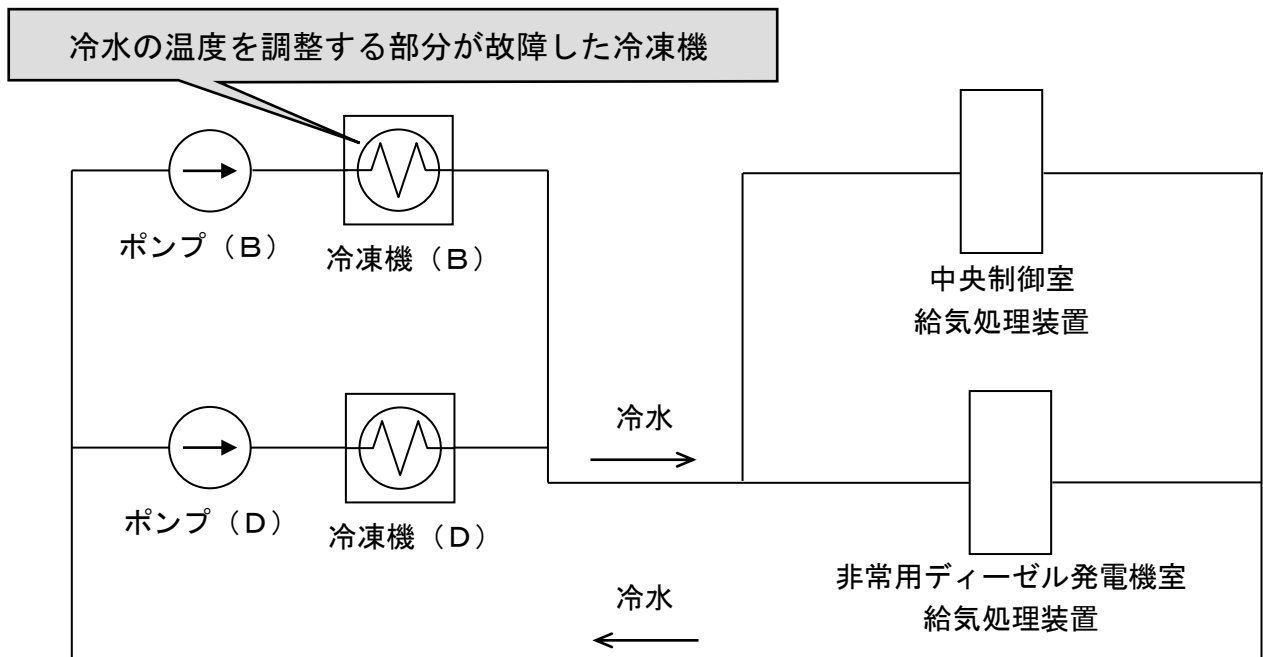 冷水の温度を調整する部分が故障した冷凍機
ポンプ（Ｂ）
冷凍機（Ｂ）
中央制御室
給気処理装置
冷水
ポンプ（Ｄ）
冷凍機（Ｄ）
非常用ディーゼル発電機室
給気処理装置
冷水